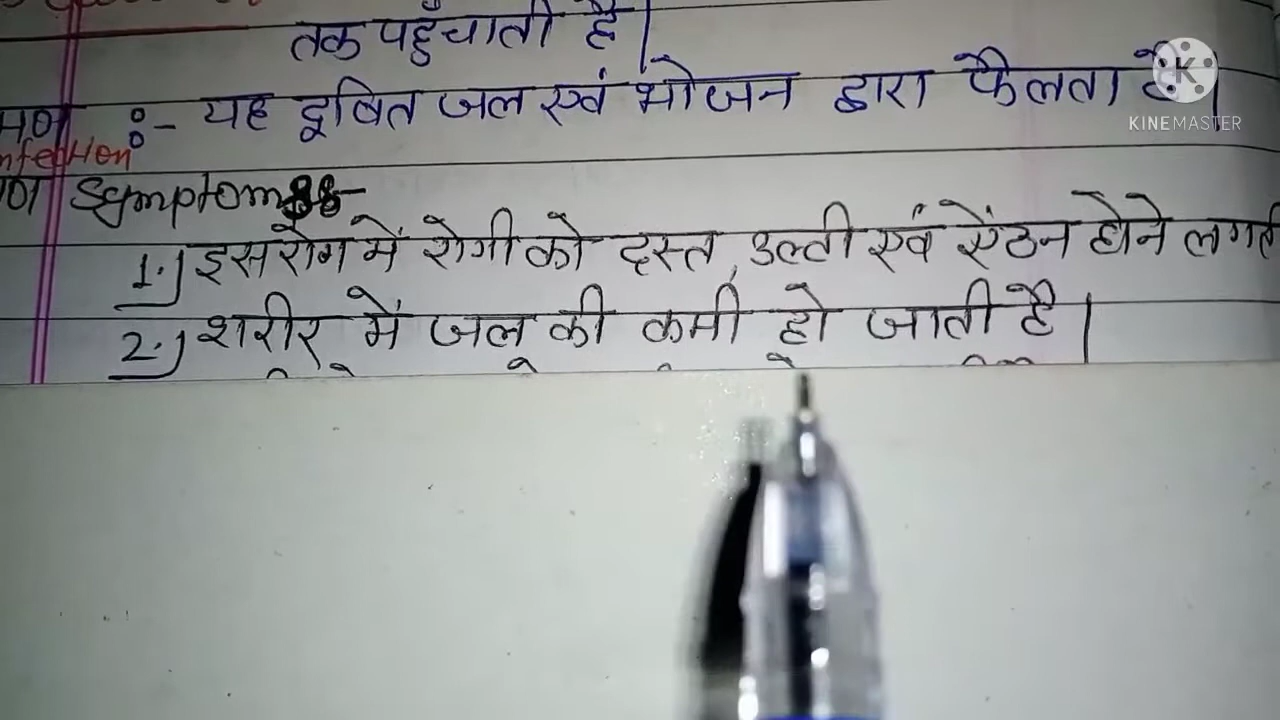 तक पहुँचाती है।
:- यह दूषित जल एवं भोजन द्वारा फैलता है।
KINEMASTER
nfection
Symptoms:-
1.) इस रोग में रोगी को दस्त, उल्टी एवं ऐंठन होने लगती
2.) शरीर में जल की कमी हो जाती है।